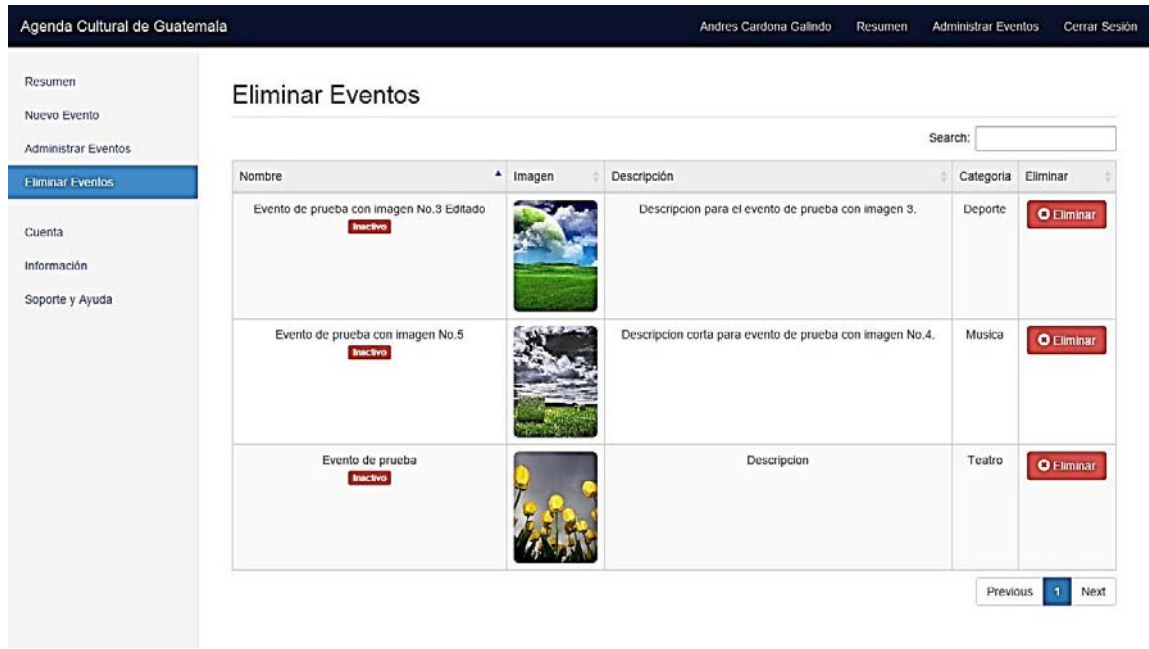 Agenda Cultural de Guatemala
Andres Cardona Galindo Resumen Administrar Eventos Cerrar Sesión
Resumen
Nuevo Evento
Administrar Eventos
Eliminar Eventos
Cuenta
Información
Soporte y Ayuda
Eliminar Eventos
Search:
Nombre Imagen Descripción Categoria Eliminar
Evento de prueba con imagen No.3 Editado Descripcion para el evento de prueba con imagen 3. Deporte Eliminar
Inactivo
Evento de prueba con imagen No.5 Descripcion corta para evento de prueba con imagen No.4. Musica Eliminar
Inactivo
Evento de prueba Descripcion Teatro Eliminar
Inactivo
Previous 1 Next